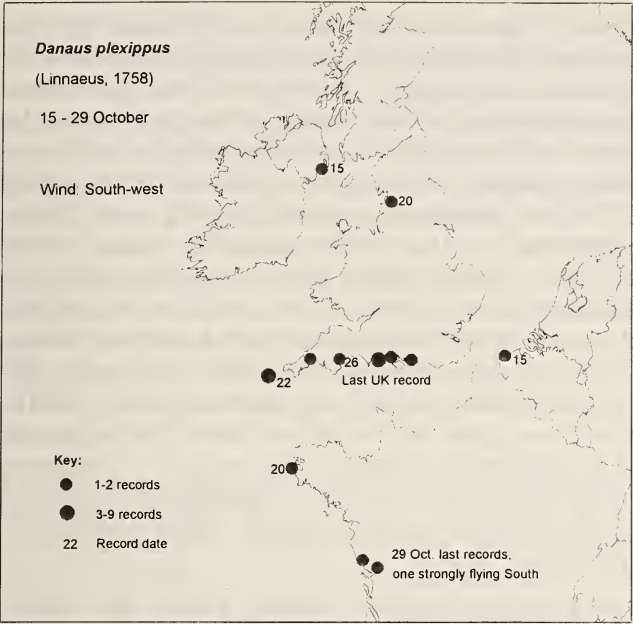 Danaus plexippus
(Linnaeus, 1758)
15 - 29 October
Wind: South-west
15
20
26
Last UK record
15
22
20
Key:
1-2 records
3-9 records
22 Record date
29 Oct. last records,
one strongly flying South